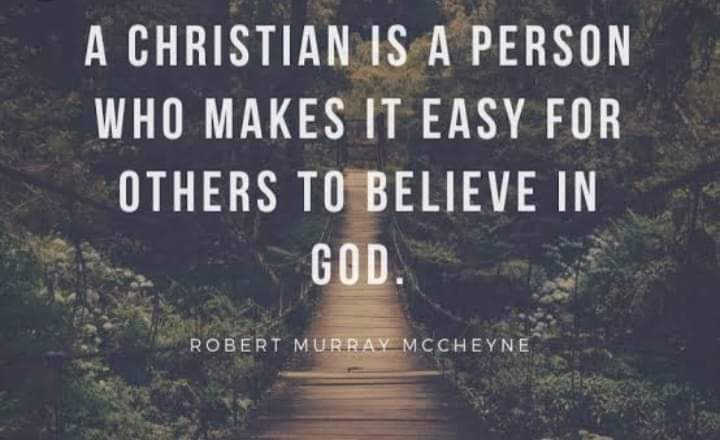 A CHRISTIAN IS A PERSON
WHO MAKES IT EASY FOR
OTHERS TO BELIEVE IN
GOD.
ROBERT MURRAY MCCHEYNE